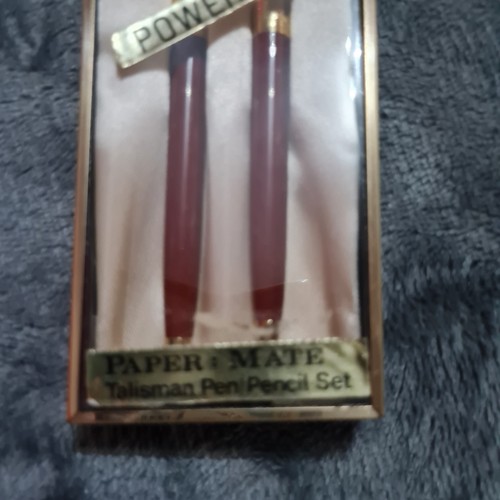 POWER
PAPER : MATE
Talisman Pen/Pencil Set